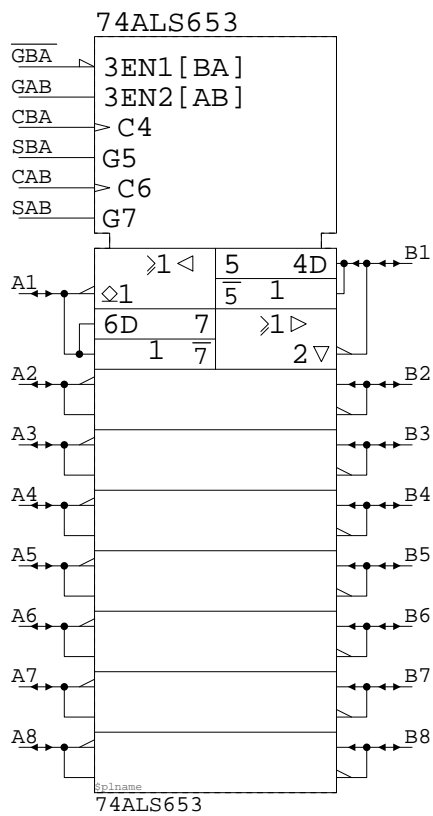 74ALS653
G̅B̅A̅ 3EN1[BA]
GAB 3EN2[AB]
CBA C4
SBA G5
CAB C6
SAB G7
≥1◁ 5 4D B1
A1 ◇1 5̅ 1
6D 7 ≥1▷
1 7̅ 2▽
A2 B2
A3 B3
A4 B4
A5 B5
A6 B6
A7 B7
A8 B8
$plname
74ALS653